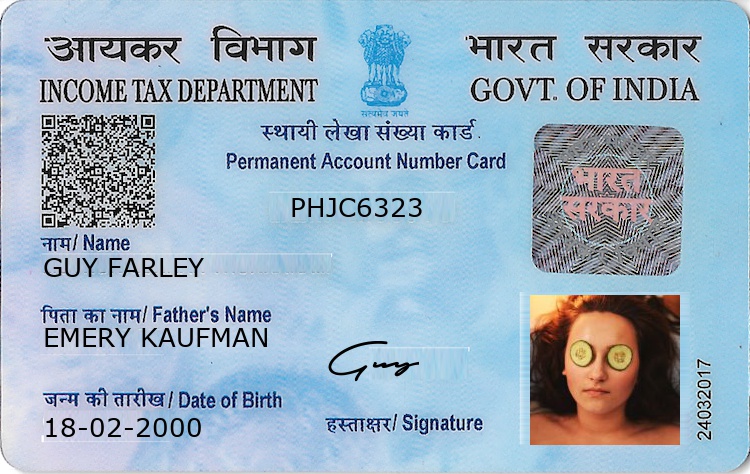 आयकर विभाग
INCOME TAX DEPARTMENT
सत्यमेव जयते
भारत सरकार
GOVT. OF INDIA
स्थायी लेखा संख्या कार्ड
Permanent Account Number Card
PHJC6323
भारत
सरकार
नाम/ Name
GUY FARLEY
पिता का नाम/ Father's Name
EMERY KAUFMAN
Guy
जन्म की तारीख/ Date of Birth
18-02-2000
हस्ताक्षर/ Signature
24032017